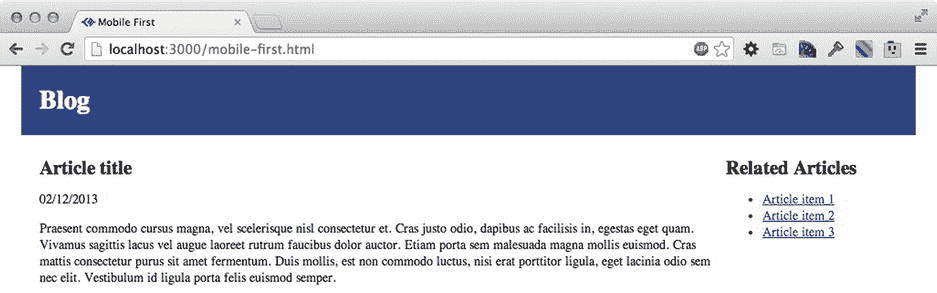 Mobile First
localhost:3000/mobile-first.html
ABP
Blog
Article title
02/12/2013
Praesent commodo cursus magna, vel scelerisque nisl consectetur et. Cras justo odio, dapibus ac facilisis in, egestas eget quam.
Vivamus sagittis lacus vel augue laoreet rutrum faucibus dolor auctor. Etiam porta sem malesuada magna mollis euismod. Cras
mattis consectetur purus sit amet fermentum. Duis mollis, est non commodo luctus, nisi erat porttitor ligula, eget lacinia odio sem
nec elit. Vestibulum id ligula porta felis euismod semper.
Related Articles
Article item 1
Article item 2
Article item 3